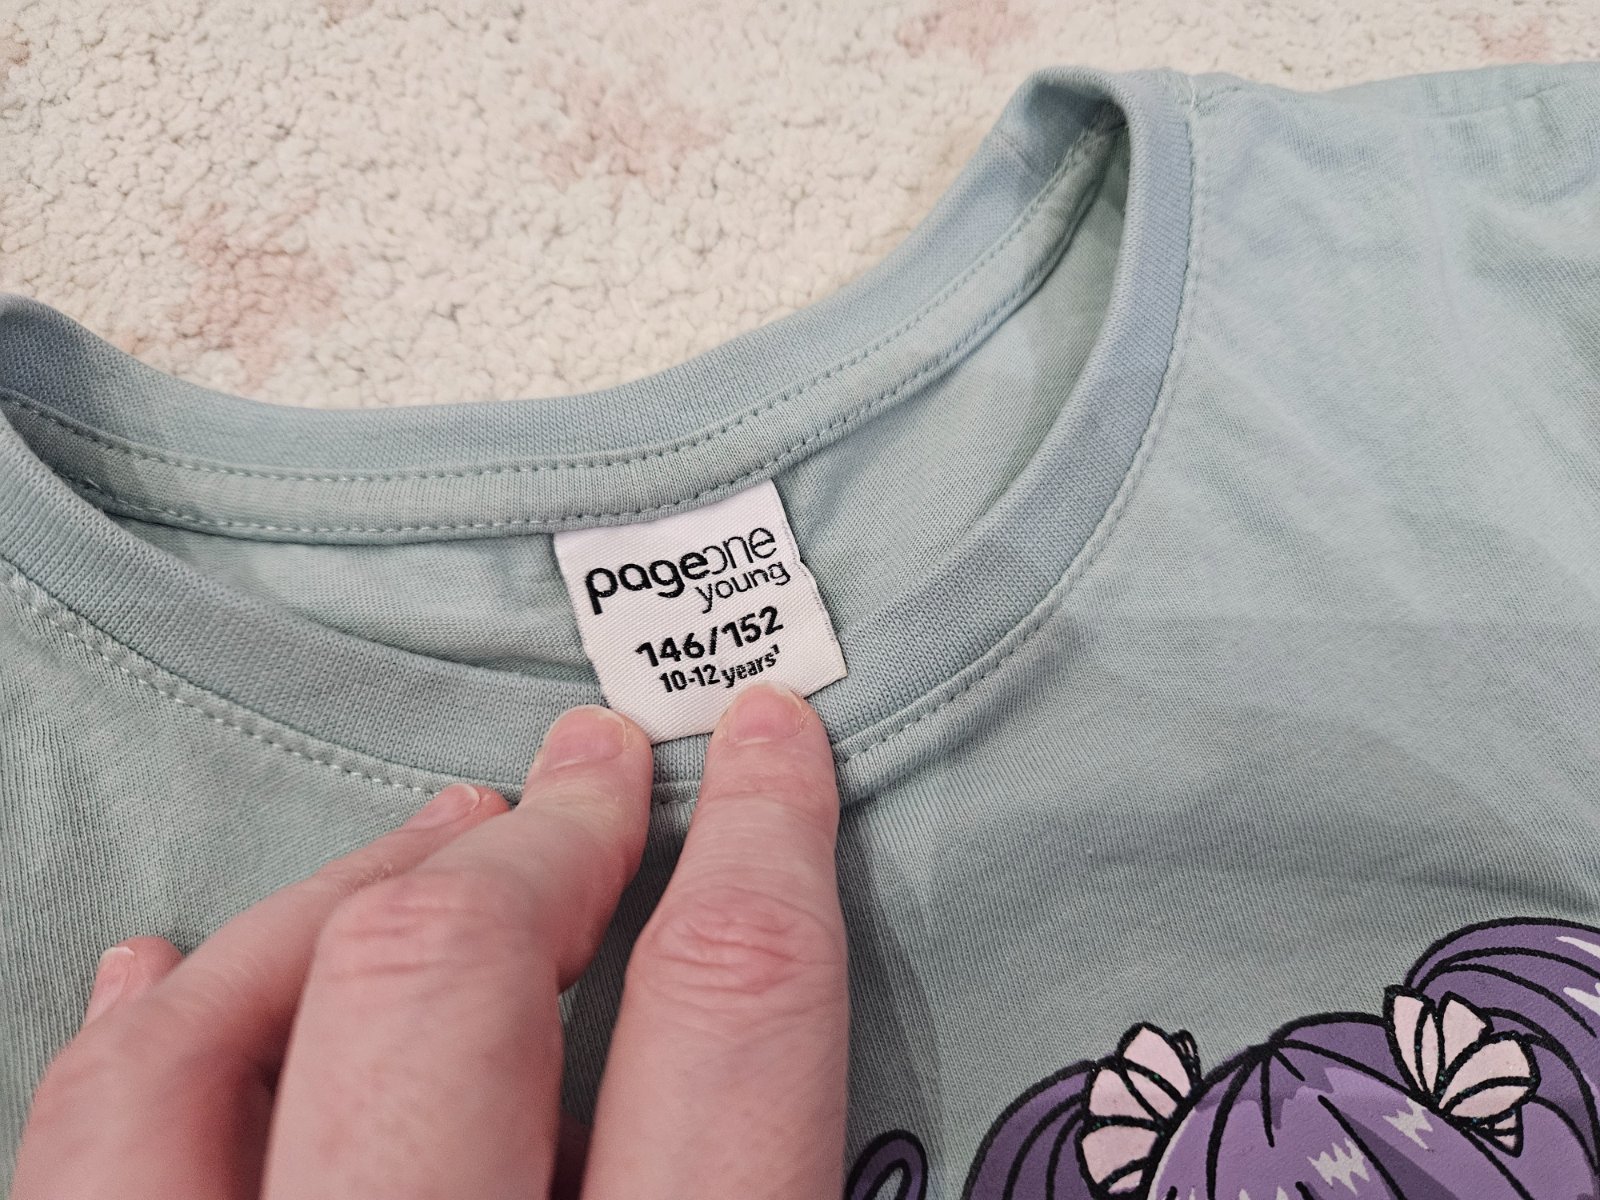 pageone
young
146/152
10-12 years'